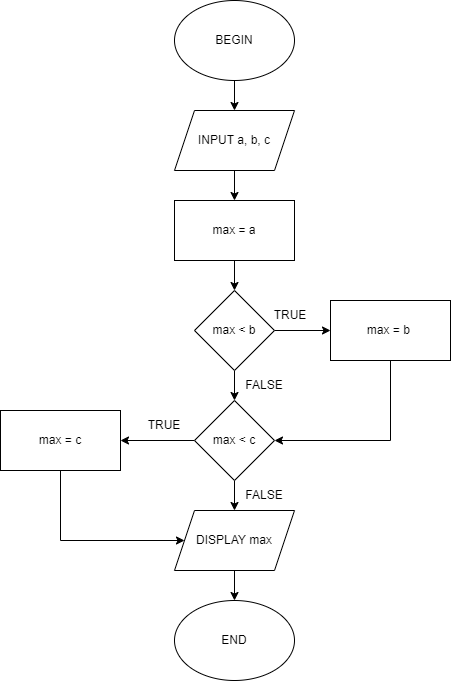 BEGIN
INPUT a, b, c
max = a
max < b
TRUE
max = b
FALSE
max < c
TRUE
max = c
FALSE
DISPLAY max
END